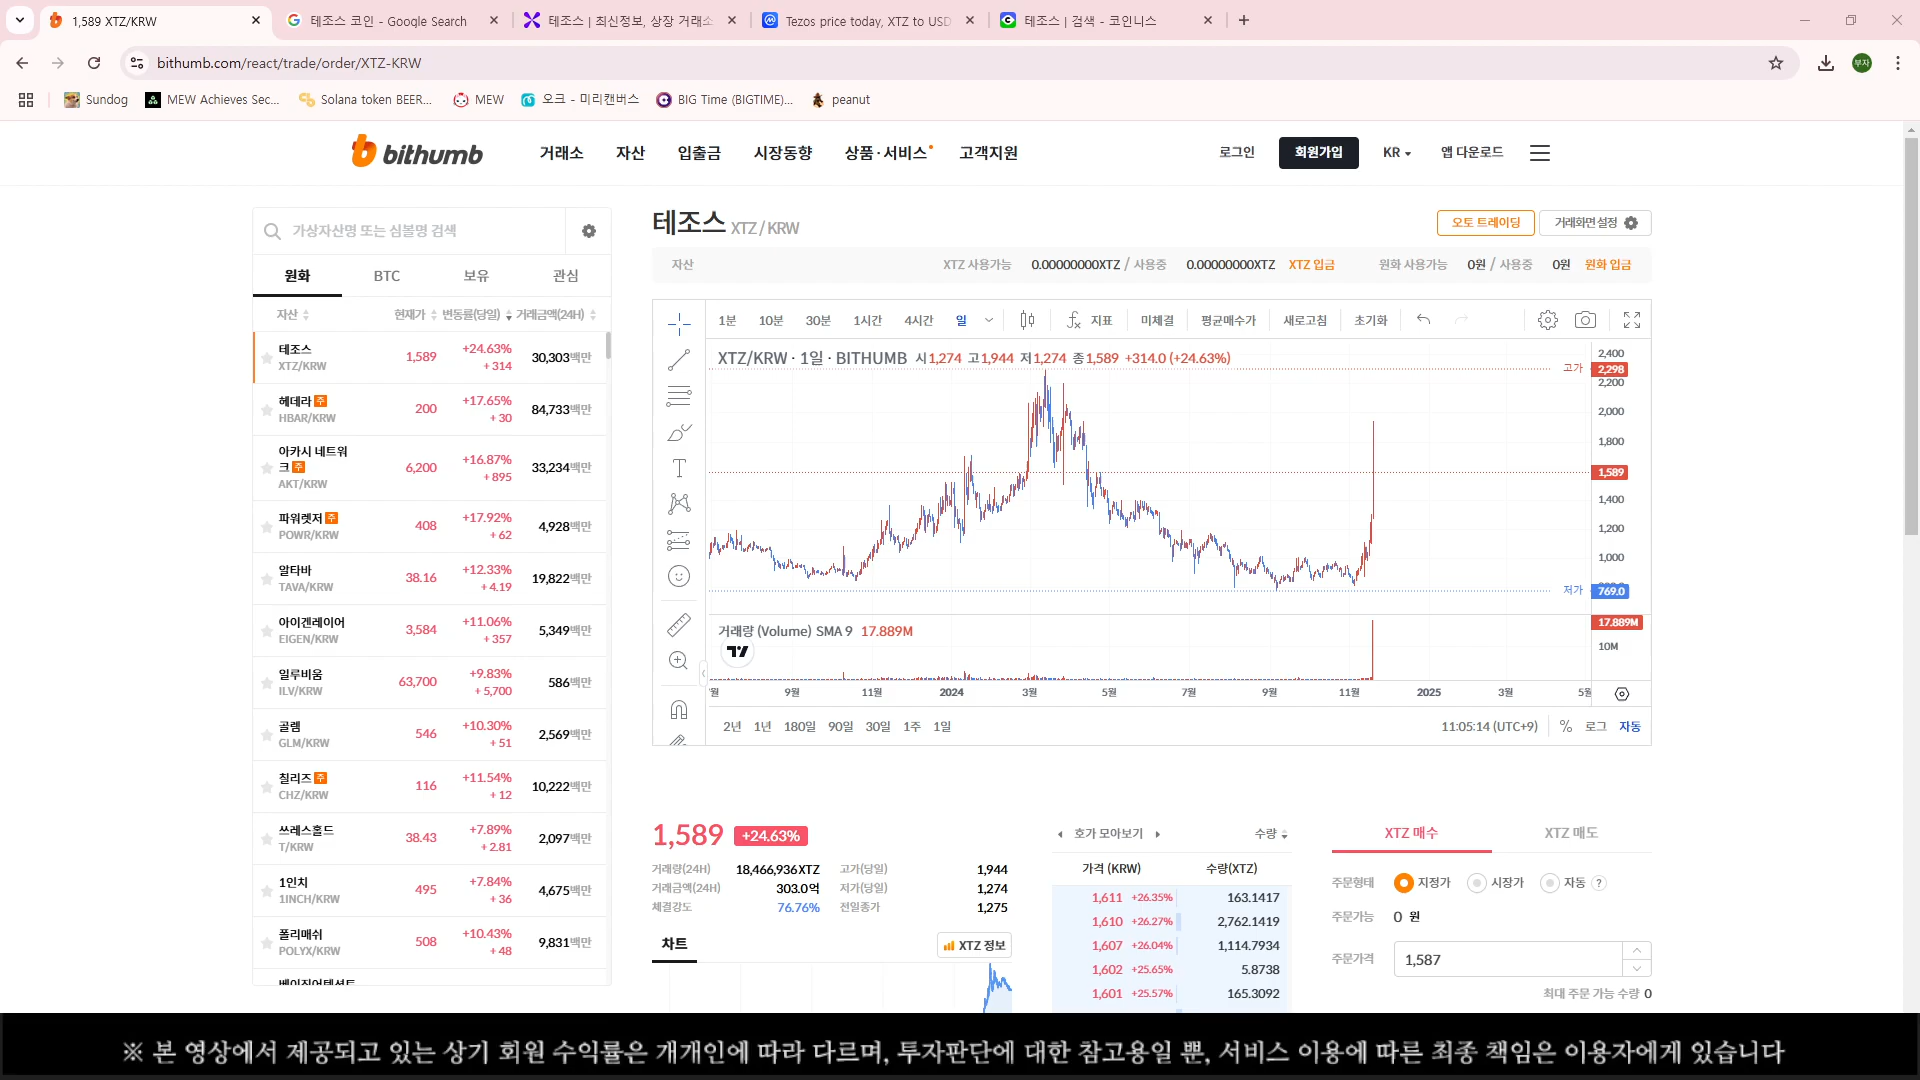 1,589 XTZ/KRW
테조스 코인 - Google Search
테조스 | 최신정보, 상장 거래소
Tezos price today, XTZ to USD
테조스 | 검색 - 코인니스
bithumb.com/react/trade/order/XTZ-KRW
부자
Sundog
MEW Achieves Sec...
Solana token BEER...
MEW
오크 - 미리캔버스
BIG Time (BIGTIME)...
peanut
bithumb
거래소 자산 입출금 시장동향 상품·서비스 고객지원
로그인 회원가입 KR 앱 다운로드
가상자산명 또는 심볼명 검색
원화 BTC 보유 관심
자산 현재가 변동률(당일) 거래금액(24H)
테조스 1,589 +24.63% 30,303백만
XTZ/KRW + 314
헤데라 주 200 +17.65% 84,733백만
HBAR/KRW + 30
아카시 네트워크 주 6,200 +16.87% 33,234백만
AKT/KRW + 895
파워렛저 주 408 +17.92% 4,928백만
POWR/KRW + 62
알타바 38.16 +12.33% 19,822백만
TAVA/KRW + 4.19
아이겐레이어 3,584 +11.06% 5,349백만
EIGEN/KRW + 357
일루비움 63,700 +9.83% 586백만
ILV/KRW + 5,700
골렘 546 +10.30% 2,569백만
GLM/KRW + 51
칠리즈 주 116 +11.54% 10,222백만
CHZ/KRW + 12
쓰레스홀드 38.43 +7.89% 2,097백만
T/KRW + 2.81
1인치 495 +7.84% 4,675백만
1INCH/KRW + 36
폴리매쉬 508 +10.43% 9,831백만
POLYX/KRW + 48
테조스 XTZ / KRW
오토 트레이딩 거래화면 설정
자산 XTZ 사용가능 0.00000000XTZ / 사용중 0.00000000XTZ XTZ 입금 원화 사용가능 0원 / 사용중 0원 원화 입금
1분 10분 30분 1시간 4시간 일 지표 미체결 평균매수가 새로고침 초기화
XTZ/KRW · 1일 · BITHUMB 시1,274 고1,944 저1,274 종1,589 +314.0 (+24.63%)
2,400
고가 2,298
2,200
2,000
1,800
1,589
1,400
1,200
1,000
저가 769.0
거래량 (Volume) SMA 9 17.889M
17.889M
10M
월 9월 11월 2024 3월 5월 7월 9월 11월 2025 3월 5월
2년 1년 180일 90일 30일 1주 1일
11:05:14 (UTC+9) % 로그 자동
1,589 +24.63%
거래량(24H) 18,466,936XTZ 고가(당일) 1,944
거래금액(24H) 303.0억 저가(당일) 1,274
체결강도 76.76% 전일종가 1,275
차트 XTZ 정보
호가 모아보기 수량
가격 (KRW) 수량(XTZ)
1,611 +26.35% 163.1417
1,610 +26.27% 2,762.1419
1,607 +26.04% 1,114.7934
1,602 +25.65% 5.8738
1,601 +25.57% 165.3092
XTZ 매수 XTZ 매도
주문형태 지정가 시장가 자동 ?
주문가능 0 원
주문가격 1,587
최대 주문 가능 수량 0
※ 본 영상에서 제공되고 있는 상기 회원 수익률은 개개인에 따라 다르며, 투자판단에 대한 참고용일 뿐, 서비스 이용에 따른 최종 책임은 이용자에게 있습니다